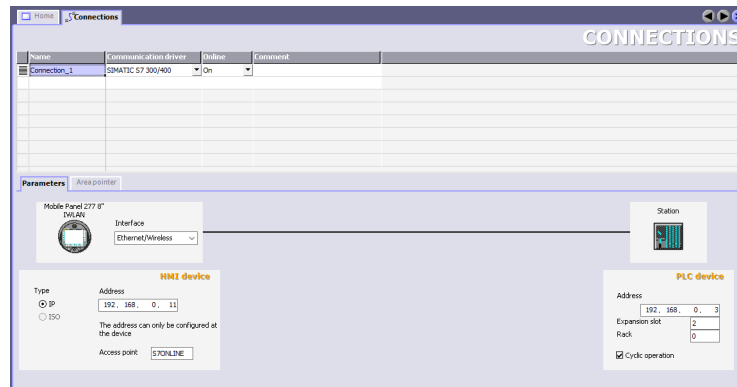 Home
Connections
CONNECTIONS
Name Communication driver Online Comment
Connection_1 SIMATIC S7 300/400 On
Parameters Area pointer
Mobile Panel 277 8"
IWLAN
Interface
Ethernet/Wireless
Station
HMI device
Type Address
IP 192. 168. 0. 11
ISO
The address can only be configured at
the device
Access point S7ONLINE
PLC device
Address
192. 168. 0. 3
Expansion slot 2
Rack 0
Cyclic operation